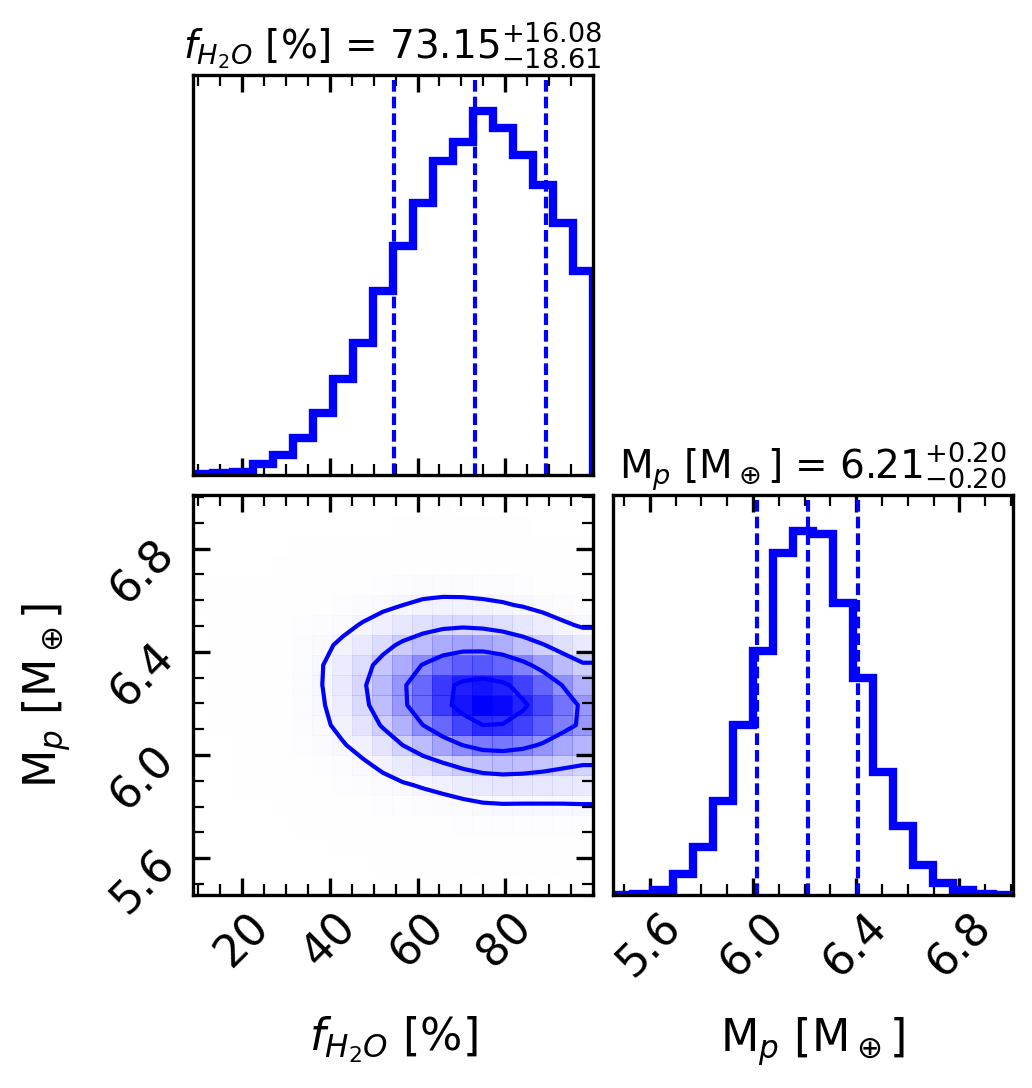 f_{H₂O} [%] = 73.15^{+16.08}_{−18.61}
M_p [M_⊕] = 6.21^{+0.20}_{−0.20}
M_p [M_⊕]
6.8
6.4
6.0
5.6
20 40 60 80
5.6 6.0 6.4 6.8
f_{H₂O} [%]
M_p [M_⊕]